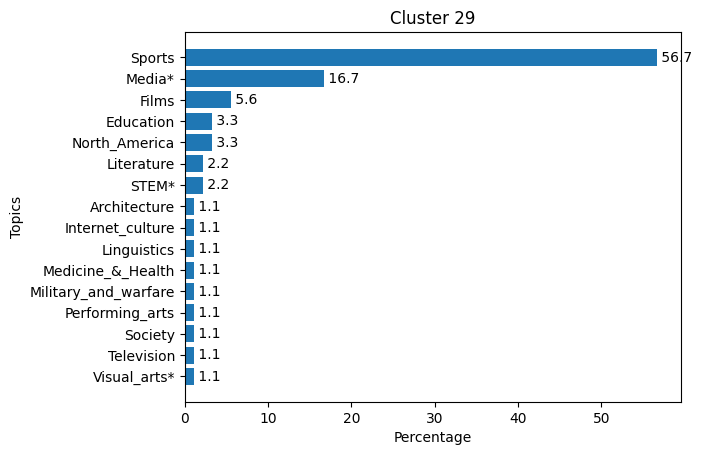 Cluster 29
Sports 56.7
Media* 16.7
Films 5.6
Education 3.3
North_America 3.3
Literature 2.2
STEM* 2.2
Architecture 1.1
Internet_culture 1.1
Linguistics 1.1
Medicine_&_Health 1.1
Military_and_warfare 1.1
Performing_arts 1.1
Society 1.1
Television 1.1
Visual_arts* 1.1
Topics
0 10 20 30 40 50
Percentage